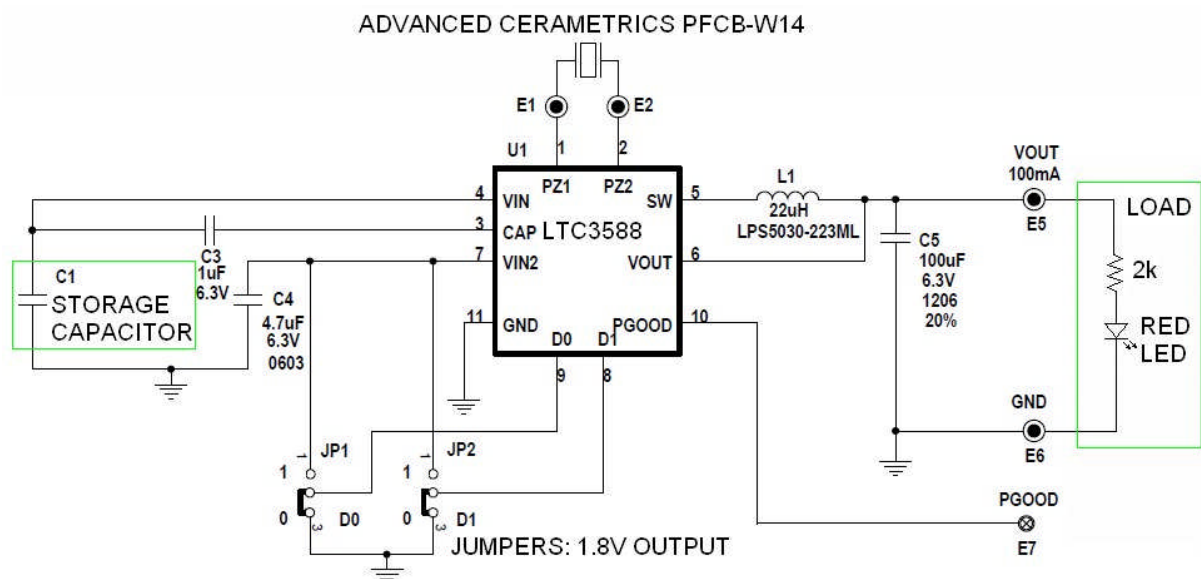 ADVANCED CERAMETRICS PFCB-W14
E1
E2
U1
1
2
PZ1
PZ2
4
VIN
3
CAP
7
VIN2
11
GND
D0
D1
9
8
LTC3588
SW
5
VOUT
6
PGOOD
10
L1
22uH
LPS5030-223ML
C1
STORAGE
CAPACITOR
C3
1uF
6.3V
C4
4.7uF
6.3V
0603
C5
100uF
6.3V
1206
20%
VOUT
100mA
E5
LOAD
2k
RED
LED
GND
E6
PGOOD
E7
JP1
1
1
0
3
D0
JP2
1
1
0
3
D1
JUMPERS: 1.8V OUTPUT